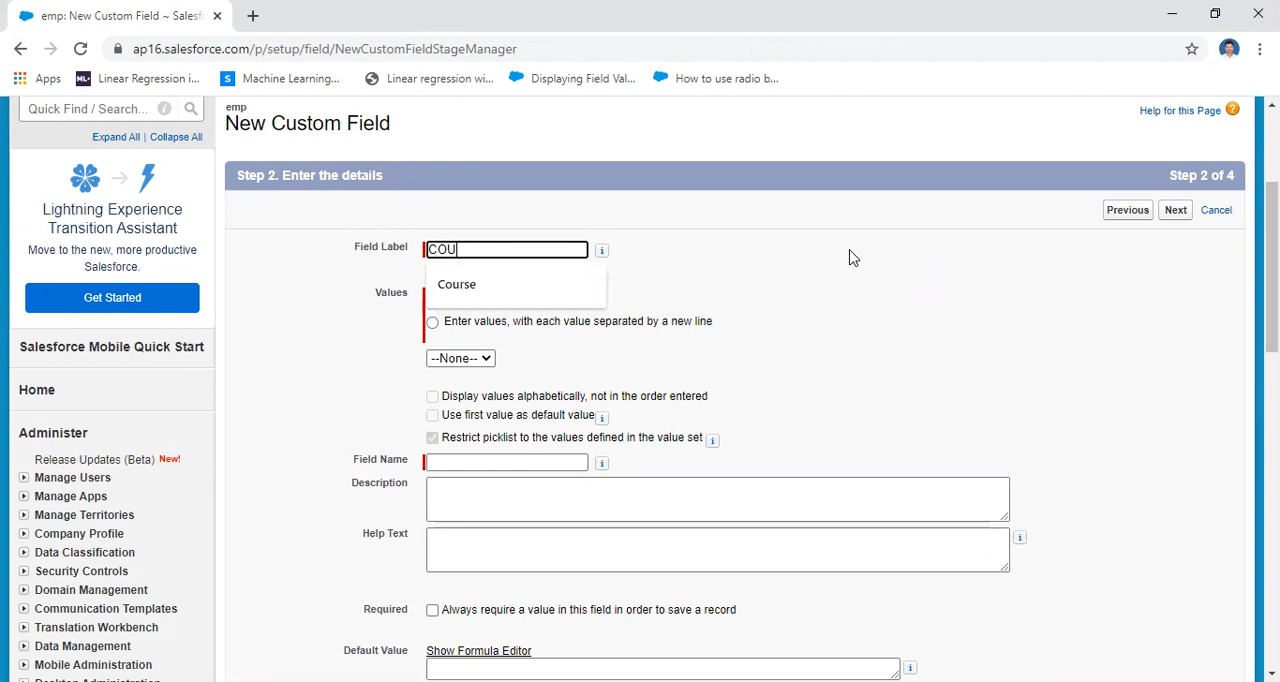 emp: New Custom Field ~ Salesf
ap16.salesforce.com/p/setup/field/NewCustomFieldStageManager
Apps
ML+
Linear Regression i...
S
Machine Learning...
Linear regression wi...
Displaying Field Val...
How to use radio b...
Quick Find / Search...
Expand All | Collapse All
Lightning Experience
Transition Assistant
Move to the new, more productive
Salesforce.
Get Started
Salesforce Mobile Quick Start
Home
Administer
Release Updates (Beta) New!
Manage Users
Manage Apps
Manage Territories
Company Profile
Data Classification
Security Controls
Domain Management
Communication Templates
Translation Workbench
Data Management
Mobile Administration
emp
New Custom Field
Help for this Page ?
Step 2. Enter the details
Step 2 of 4
Previous
Next
Cancel
Field Label
COU
Course
Values
Enter values, with each value separated by a new line
--None--
Display values alphabetically, not in the order entered
Use first value as default value
Restrict picklist to the values defined in the value set
Field Name
Description
Help Text
Required
Always require a value in this field in order to save a record
Default Value
Show Formula Editor